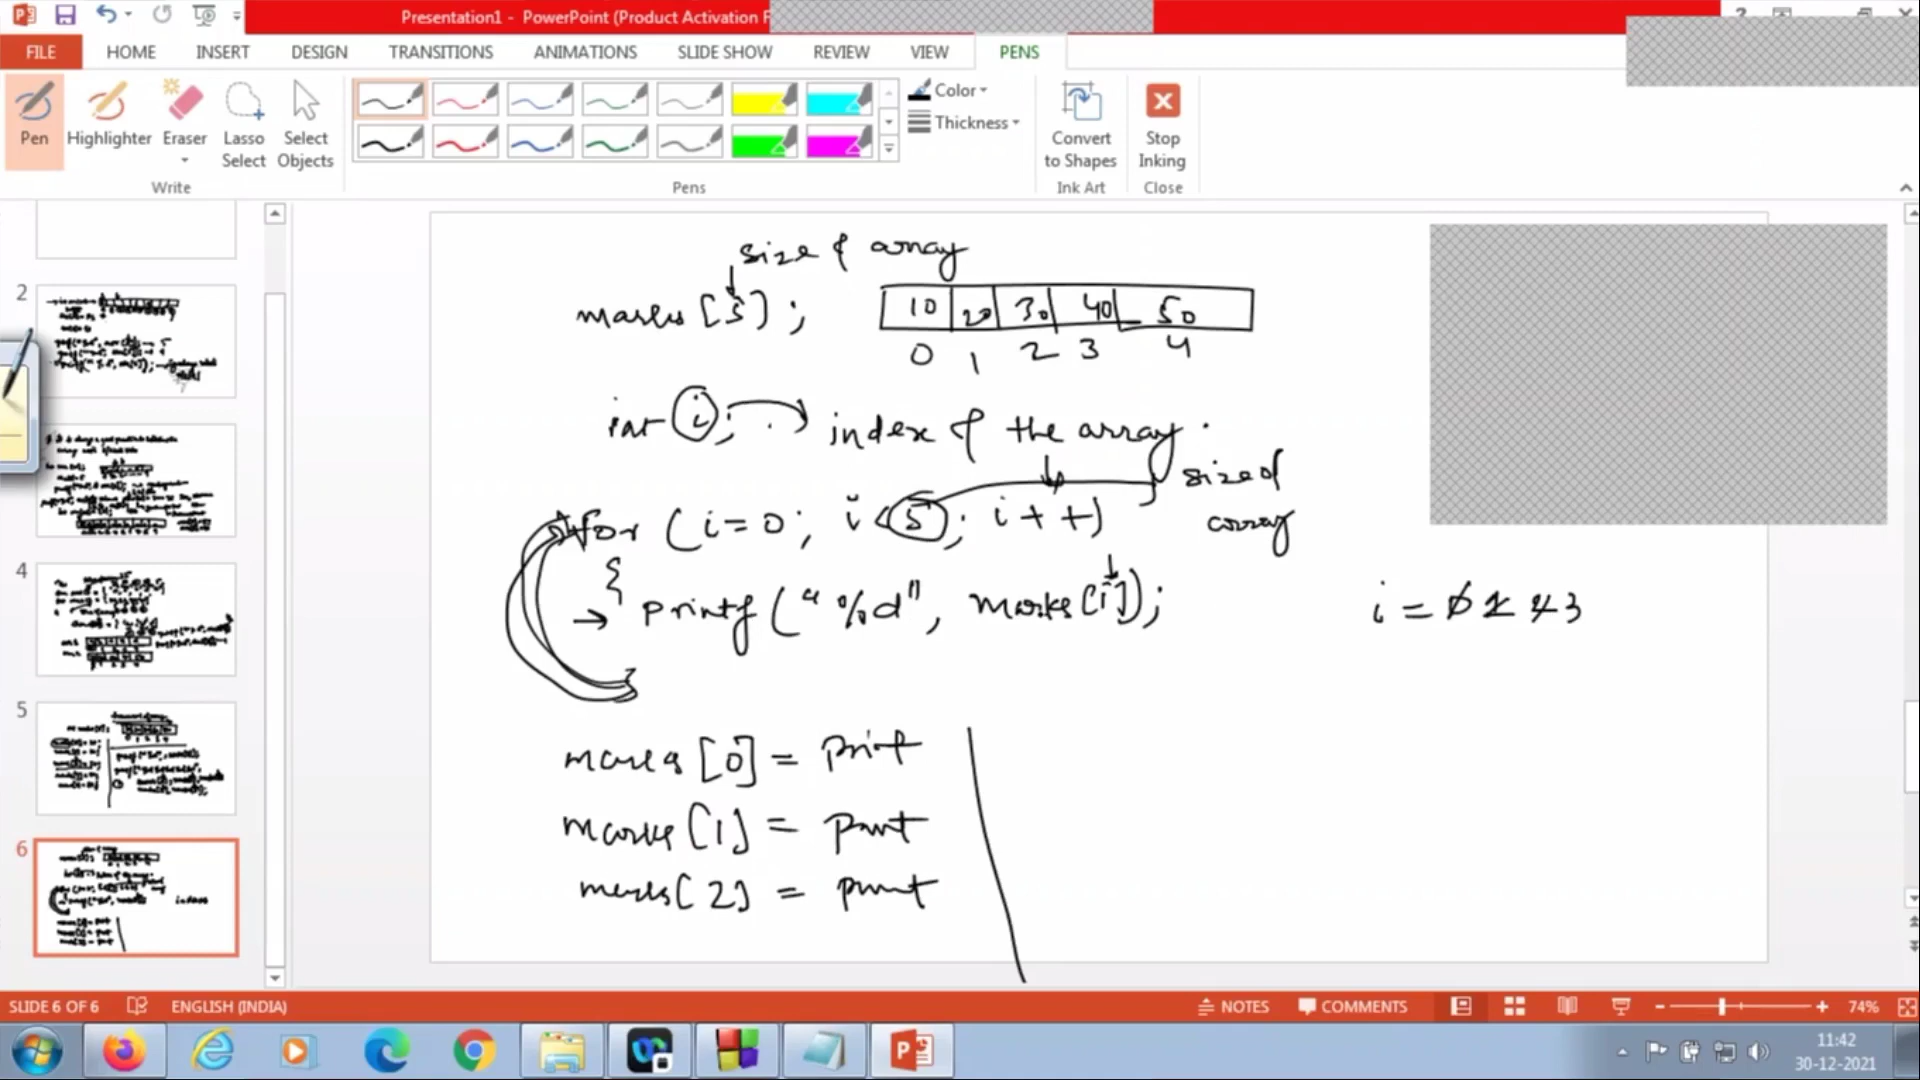 Presentation1 - PowerPoint (Product Activation F
FILE HOME INSERT DESIGN TRANSITIONS ANIMATIONS SLIDE SHOW REVIEW VIEW PENS
Pen Highlighter Eraser Lasso Select Select Objects
Color
Thickness
Convert to Shapes
Stop Inking
Write Pens Ink Art Close
size of array
marks [5] ;
10 20 30 40 50
0 1 2 3 4
int i ; index of the array .
size of array
for ( i = 0 ; i < 5 ; i + + )
{
printf ( " %d" , marks [i] ) ;
i = 0 1 2 3
}
marks [0] = print
marks [1] = print
marks [2] = print
2
4
5
6
SLIDE 6 OF 6 ENGLISH (INDIA) NOTES COMMENTS 74%
11:42
30-12-2021